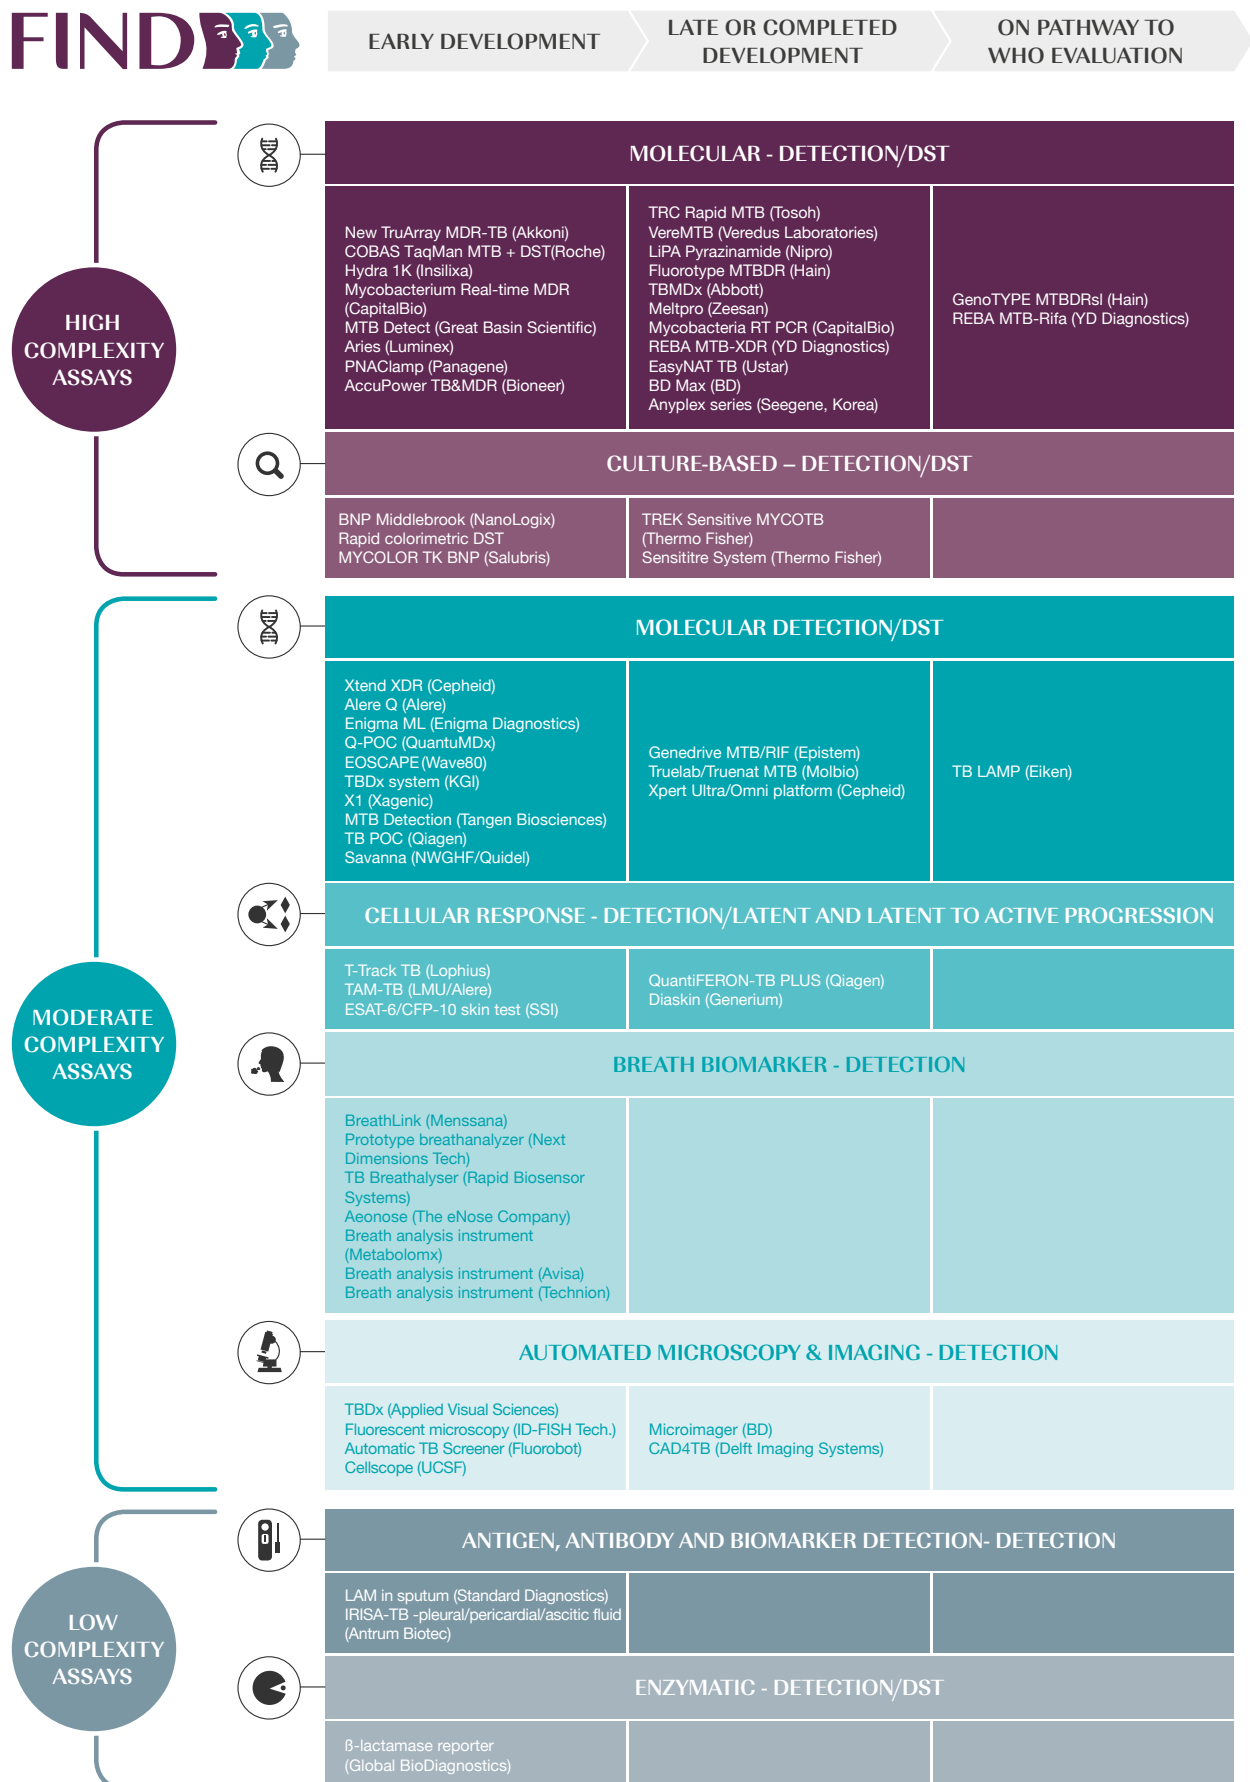 FIND
EARLY DEVELOPMENT
LATE OR COMPLETED
DEVELOPMENT
ON PATHWAY TO
WHO EVALUATION
HIGH
COMPLEXITY
ASSAYS
MOLECULAR - DETECTION/DST
New TruArray MDR-TB (Akkoni)
COBAS TaqMan MTB + DST(Roche)
Hydra 1K (Insilixa)
Mycobacterium Real-time MDR
(CapitalBio)
MTB Detect (Great Basin Scientific)
Aries (Luminex)
PNAClamp (Panagene)
AccuPower TB&MDR (Bioneer)
TRC Rapid MTB (Tosoh)
VereMTB (Veredus Laboratories)
LiPA Pyrazinamide (Nipro)
Fluorotype MTBDR (Hain)
TBMDx (Abbott)
Meltpro (Zeesan)
Mycobacteria RT PCR (CapitalBio)
REBA MTB-XDR (YD Diagnostics)
EasyNAT TB (Ustar)
BD Max (BD)
Anyplex series (Seegene, Korea)
GenoTYPE MTBDRsl (Hain)
REBA MTB-Rifa (YD Diagnostics)
CULTURE-BASED – DETECTION/DST
BNP Middlebrook (NanoLogix)
Rapid colorimetric DST
MYCOLOR TK BNP (Salubris)
TREK Sensitive MYCOTB
(Thermo Fisher)
Sensititre System (Thermo Fisher)
MODERATE
COMPLEXITY
ASSAYS
MOLECULAR DETECTION/DST
Xtend XDR (Cepheid)
Alere Q (Alere)
Enigma ML (Enigma Diagnostics)
Q-POC (QuantuMDx)
EOSCAPE (Wave80)
TBDx system (KGI)
X1 (Xagenic)
MTB Detection (Tangen Biosciences)
TB POC (Qiagen)
Savanna (NWGHF/Quidel)
Genedrive MTB/RIF (Epistem)
Truelab/Truenat MTB (Molbio)
Xpert Ultra/Omni platform (Cepheid)
TB LAMP (Eiken)
CELLULAR RESPONSE - DETECTION/LATENT AND LATENT TO ACTIVE PROGRESSION
T-Track TB (Lophius)
TAM-TB (LMU/Alere)
ESAT-6/CFP-10 skin test (SSI)
QuantiFERON-TB PLUS (Qiagen)
Diaskin (Generium)
BREATH BIOMARKER - DETECTION
BreathLink (Menssana)
Prototype breathanalyzer (Next
Dimensions Tech)
TB Breathalyser (Rapid Biosensor
Systems)
Aeonose (The eNose Company)
Breath analysis instrument
(Metabolomx)
Breath analysis instrument (Avisa)
Breath analysis instrument (Technion)
AUTOMATED MICROSCOPY & IMAGING - DETECTION
TBDx (Applied Visual Sciences)
Fluorescent microscopy (ID-FISH Tech.)
Automatic TB Screener (Fluorobot)
Cellscope (UCSF)
Microimager (BD)
CAD4TB (Delft Imaging Systems)
LOW
COMPLEXITY
ASSAYS
ANTIGEN, ANTIBODY AND BIOMARKER DETECTION- DETECTION
LAM in sputum (Standard Diagnostics)
IRISA-TB -pleural/pericardial/ascitic fluid
(Antrum Biotec)
ENZYMATIC - DETECTION/DST
ß-lactamase reporter
(Global BioDiagnostics)